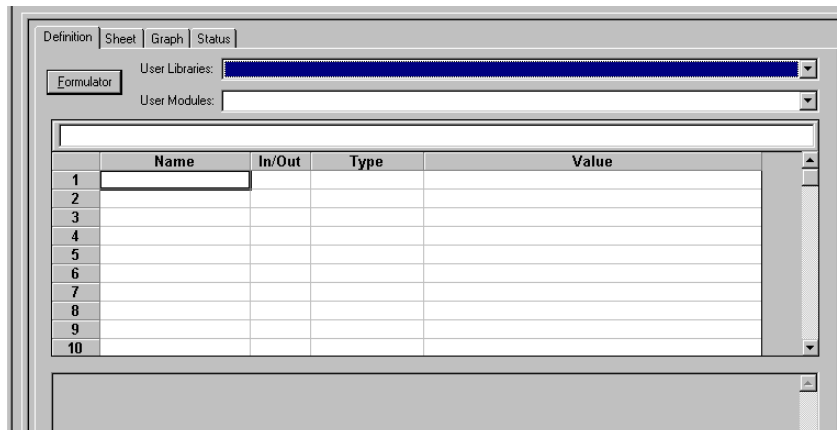 Definition Sheet Graph Status
Formulator
User Libraries:
User Modules:
Name In/Out Type Value
1
2
3
4
5
6
7
8
9
10